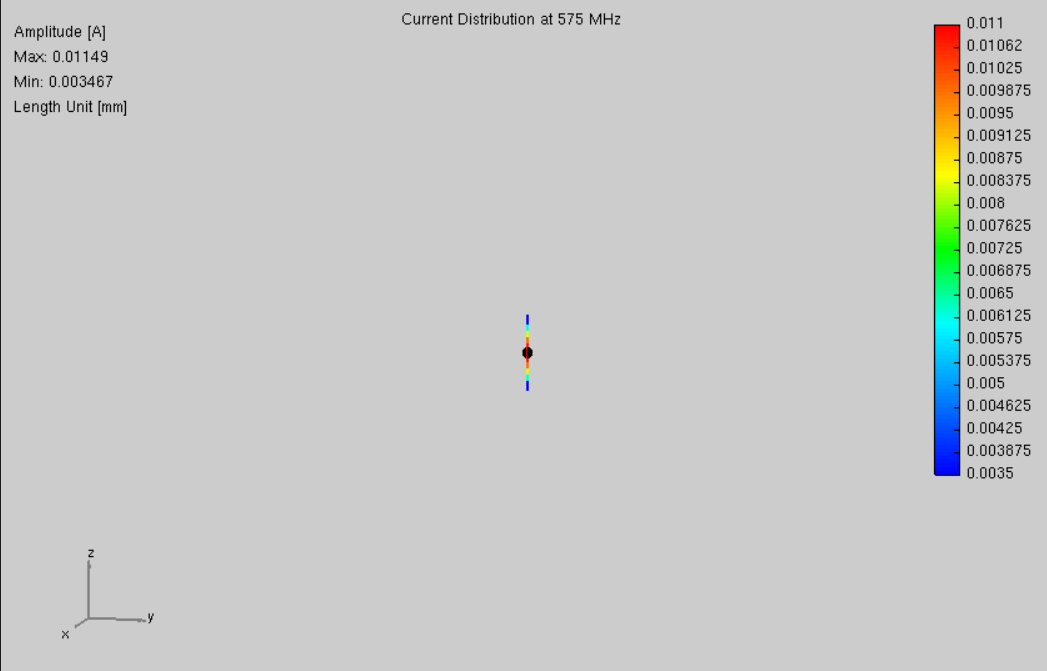 Current Distribution at 575 MHz
Amplitude [A]
Max: 0.01149
Min: 0.003467
Length Unit [mm]
0.011
0.01062
0.01025
0.009875
0.0095
0.009125
0.00875
0.008375
0.008
0.007625
0.00725
0.006875
0.0065
0.006125
0.00575
0.005375
0.005
0.004625
0.00425
0.003875
0.0035
z
y
x